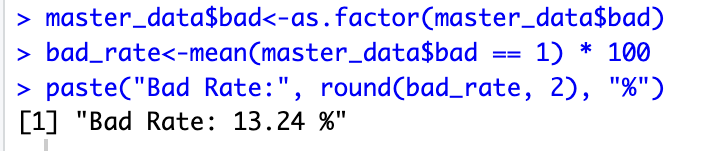 > master_data$bad<-as.factor(master_data$bad)
> bad_rate<-mean(master_data$bad == 1) * 100
> paste("Bad Rate:", round(bad_rate, 2), "%")
[1] "Bad Rate: 13.24 %"